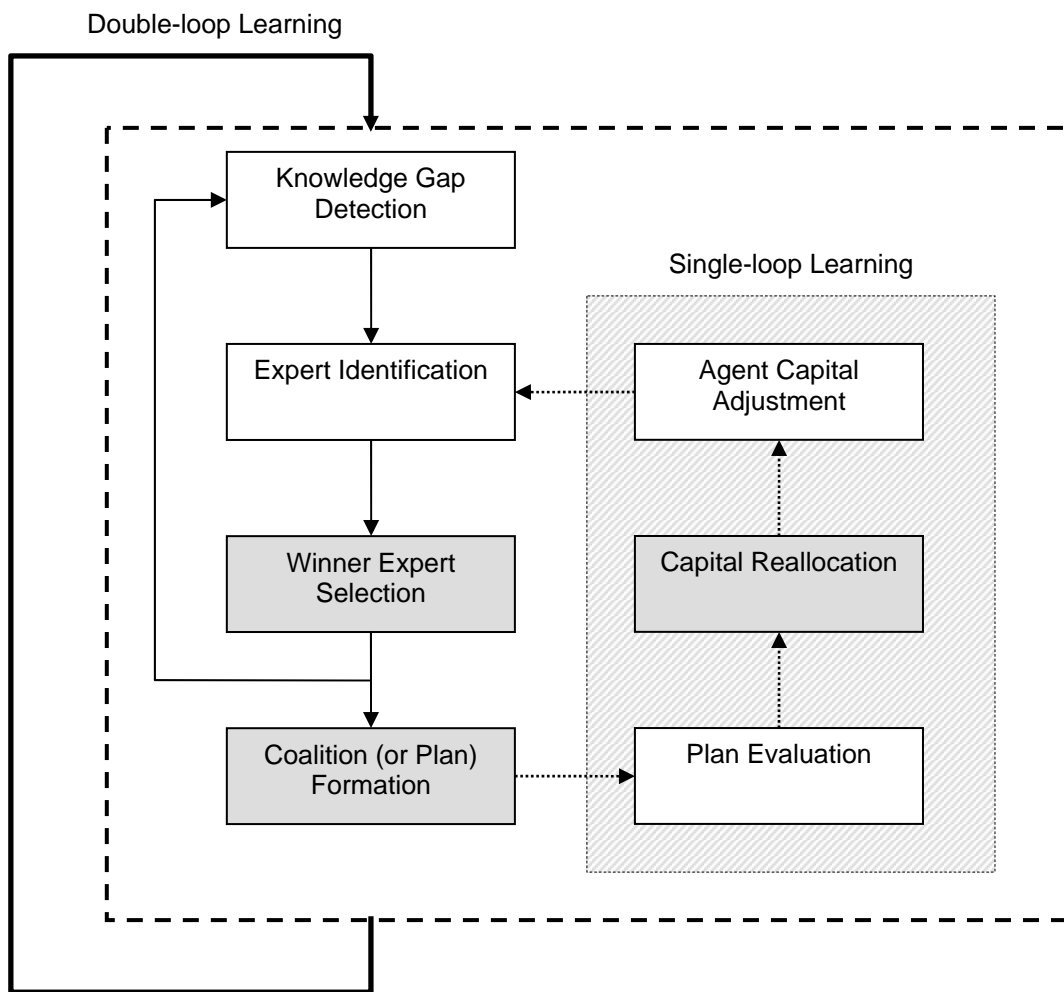 Double-loop Learning
Knowledge Gap
Detection
Single-loop Learning
Expert Identification
Agent Capital
Adjustment
Winner Expert
Selection
Capital Reallocation
Coalition (or Plan)
Formation
Plan Evaluation